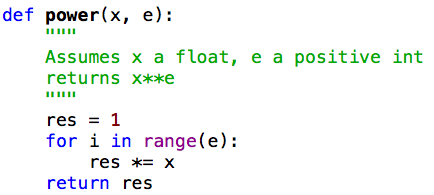 def power(x, e):
    """
    Assumes x a float, e a positive int
    returns x**e
    """
    res = 1
    for i in range(e):
        res *= x
    return res